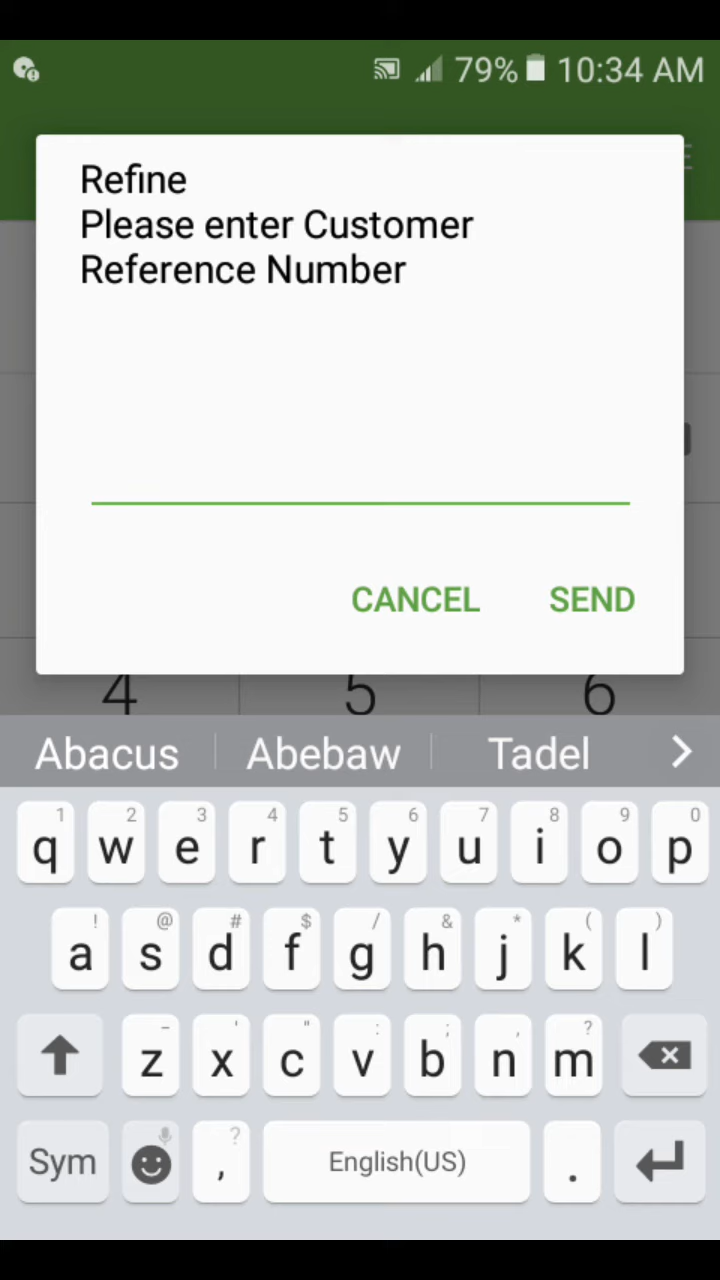 79% 10:34 AM
Refine
Please enter Customer
Reference Number
CANCEL SEND
4 5 6
Abacus Abebaw Tadel
1 2 3 4 5 6 7 8 9 0
q w e r t y u i o p
! @ # $ / & * ( )
a s d f g h j k l
- ' " : ; , ?
z x c v b n m
?
Sym , English(US) .